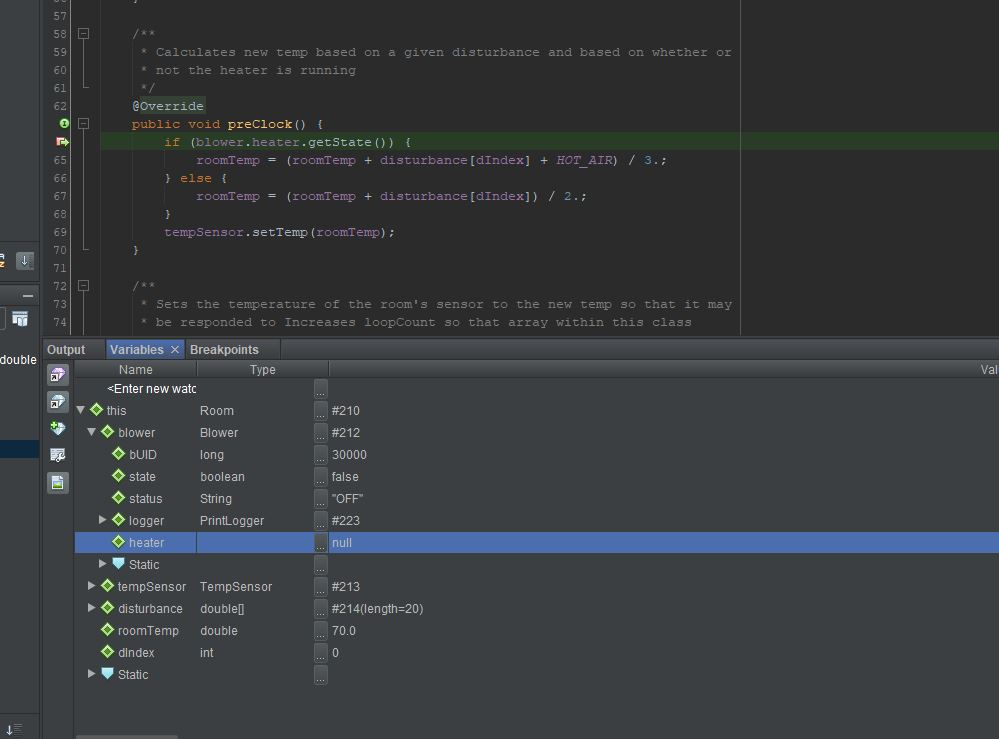 57
58 /**
59 * Calculates new temp based on a given disturbance and based on whether or
60 * not the heater is running
61 */
62 @Override
public void preClock() {
if (blower.heater.getState()) {
65 roomTemp = (roomTemp + disturbance[dIndex] + HOT_AIR) / 3.;
66 } else {
67 roomTemp = (roomTemp + disturbance[dIndex]) / 2.;
68 }
69 tempSensor.setTemp(roomTemp);
70 }
71
72 /**
73 * Sets the temperature of the room's sensor to the new temp so that it may
74 * be responded to Increases loopCount so that array within this class
double
Output Variables × Breakpoints
Name Type Val
<Enter new watc ...
this Room ... #210
blower Blower ... #212
bUID long ... 30000
state boolean ... false
status String ... "OFF"
logger PrintLogger ... #223
heater ... null
Static ...
tempSensor TempSensor ... #213
disturbance double[] ... #214(length=20)
roomTemp double ... 70.0
dIndex int ... 0
Static ...